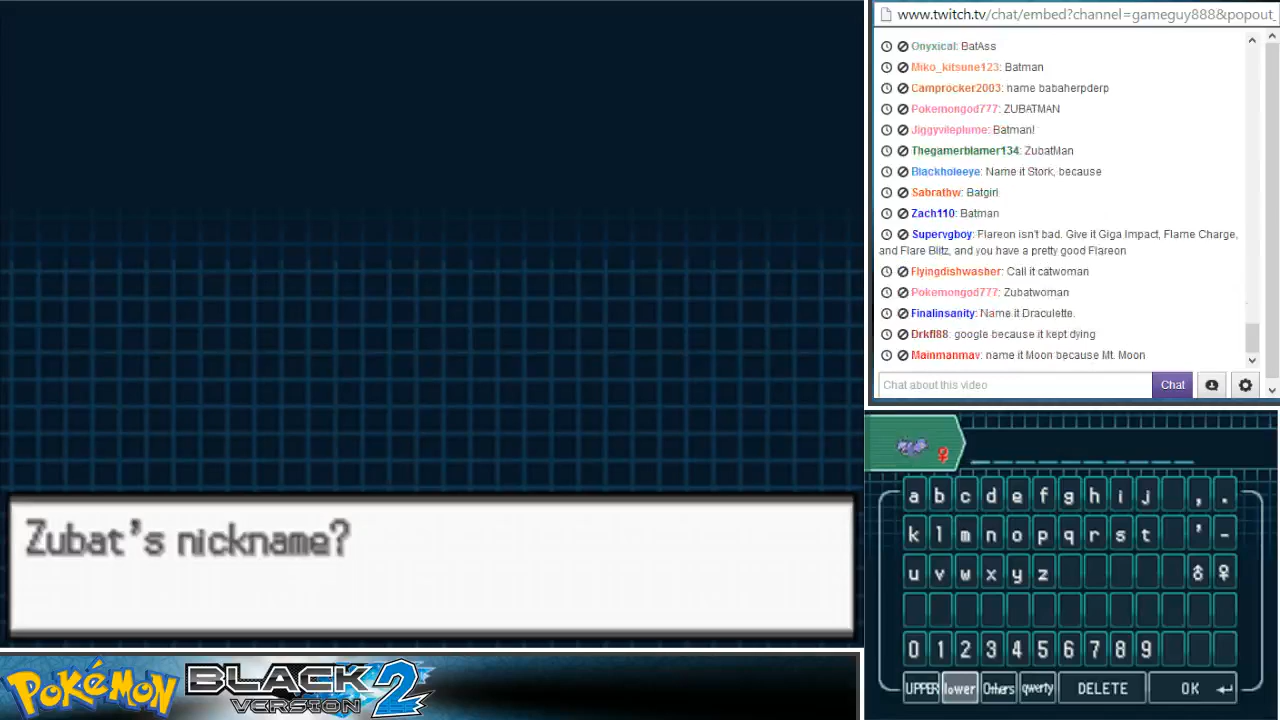 www.twitch.tv/chat/embed?channel=gameguy888&popout_
Onyxical: BatAss
Miko_kitsune123: Batman
Camprocker2003: name babaherpderp
Pokemongod777: ZUBATMAN
Jiggyvileplume: Batman!
Thegamerblamer134: ZubatMan
Blackholeeye: Name it Stork, because
Sabrathw: Batgirl
Zach110: Batman
Supervgboy: Flareon isn't bad. Give it Giga Impact, Flame Charge,
and Flare Blitz, and you have a pretty good Flareon
Flyingdishwasher: Call it catwoman
Pokemongod777: Zubatwoman
Finalinsanity: Name it Draculette.
Drkfl88: google because it kept dying
Mainmanmav: name it Moon because Mt. Moon
Chat about this video
Chat
Zubat's nickname?
a b c d e f g h i j , .
k l m n o p q r s t ' -
u v w x y z ♂ ♀
0 1 2 3 4 5 6 7 8 9
UPPER lower Others qwerty DELETE OK
POKéMON
BLACK 2
VERSION